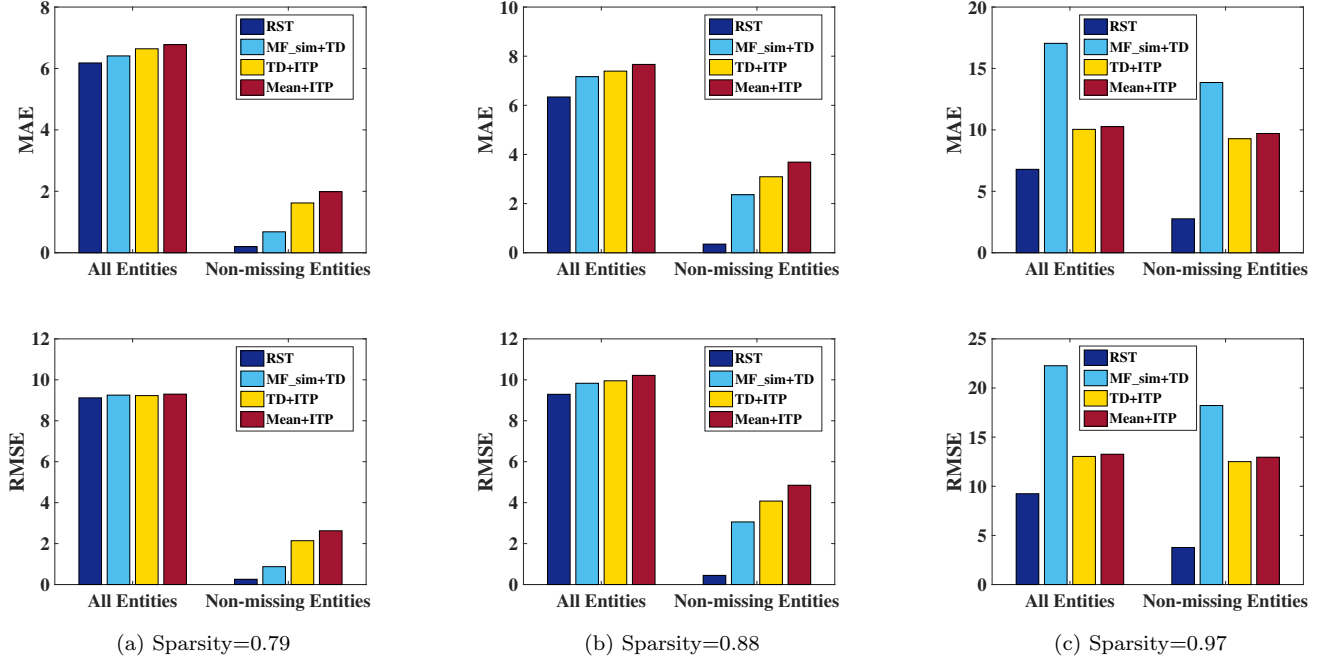 8
6
4
2
0
MAE
RST
MF_sim+TD
TD+ITP
Mean+ITP
All Entities Non-missing Entities
10
8
6
4
2
0
MAE
RST
MF_sim+TD
TD+ITP
Mean+ITP
All Entities Non-missing Entities
20
15
10
5
0
MAE
RST
MF_sim+TD
TD+ITP
Mean+ITP
All Entities Non-missing Entities
12
10
8
6
4
2
0
RMSE
RST
MF_sim+TD
TD+ITP
Mean+ITP
All Entities Non-missing Entities
12
10
8
6
4
2
0
RMSE
RST
MF_sim+TD
TD+ITP
Mean+ITP
All Entities Non-missing Entities
25
20
15
10
5
0
RMSE
RST
MF_sim+TD
TD+ITP
Mean+ITP
All Entities Non-missing Entities
(a) Sparsity=0.79
(b) Sparsity=0.88
(c) Sparsity=0.97